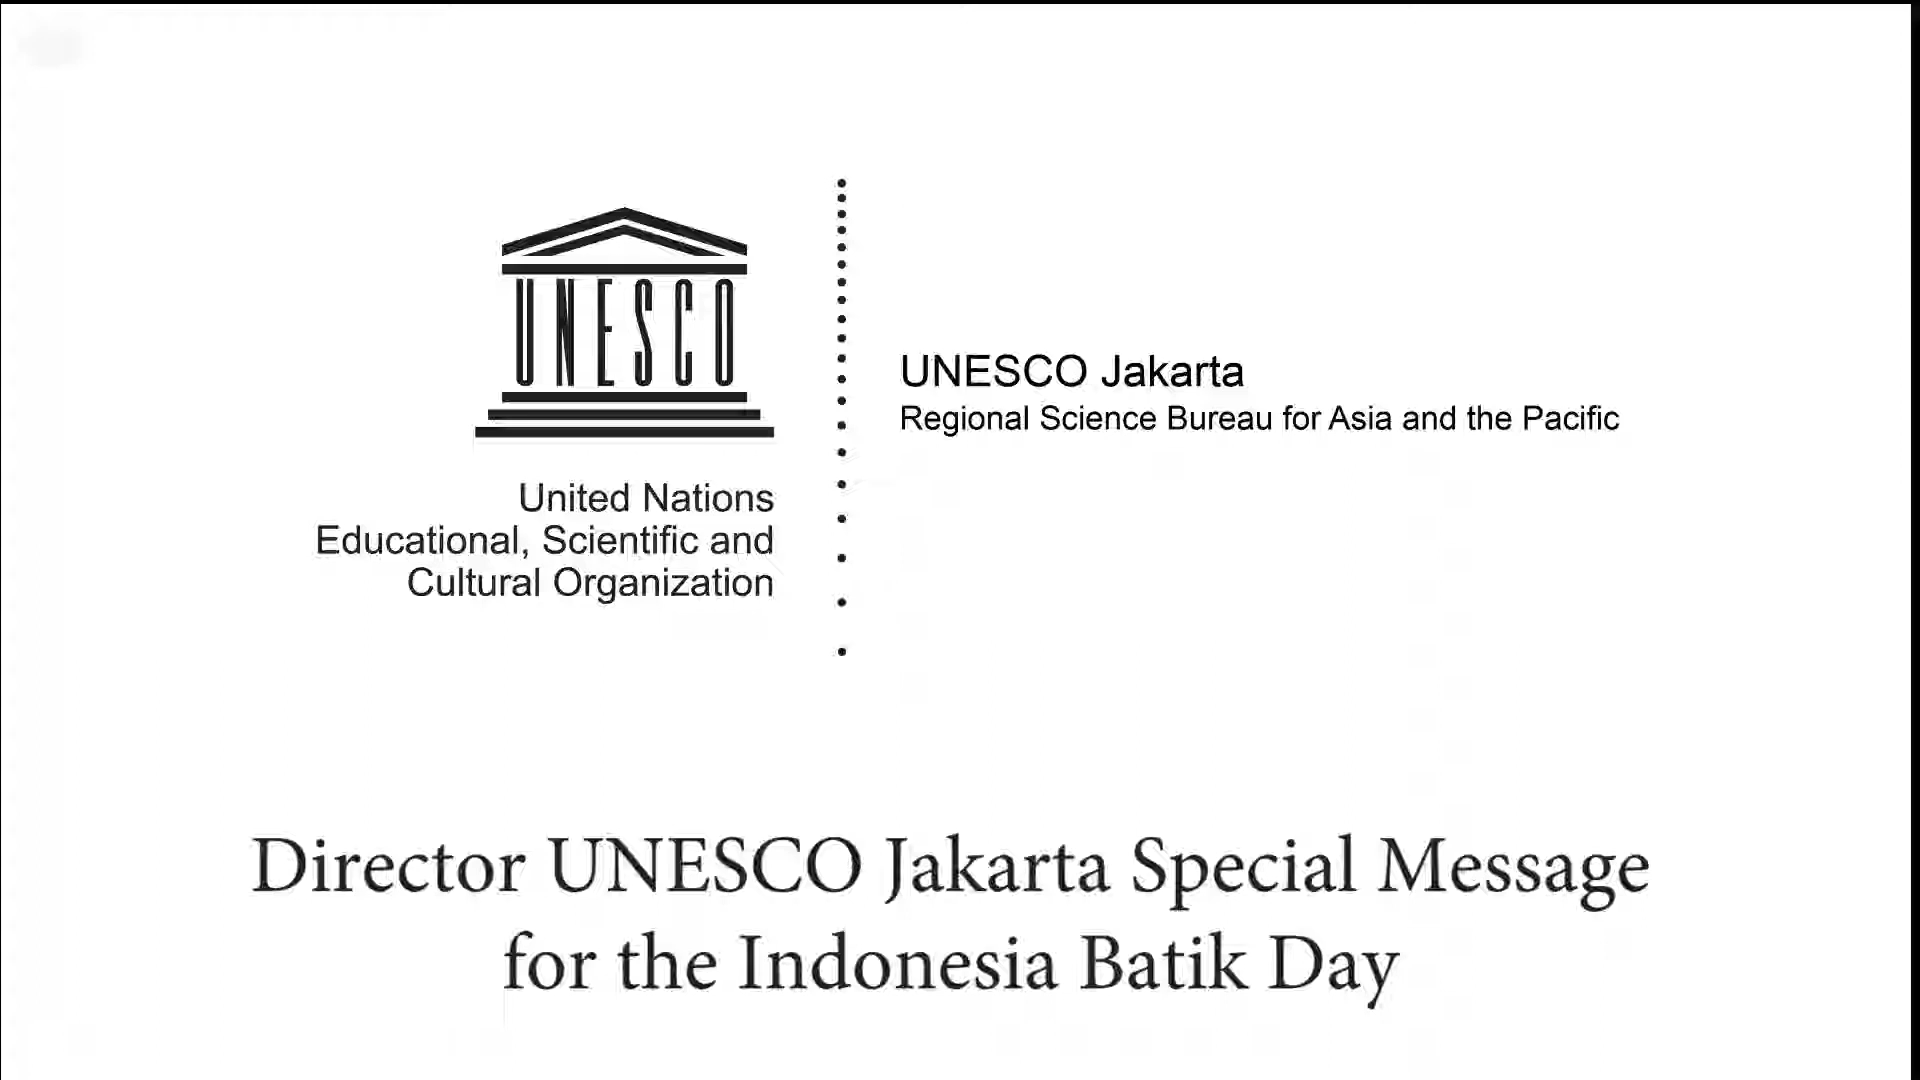 UNESCO
United Nations
Educational, Scientific and
Cultural Organization
UNESCO Jakarta
Regional Science Bureau for Asia and the Pacific
Director UNESCO Jakarta Special Message
for the Indonesia Batik Day